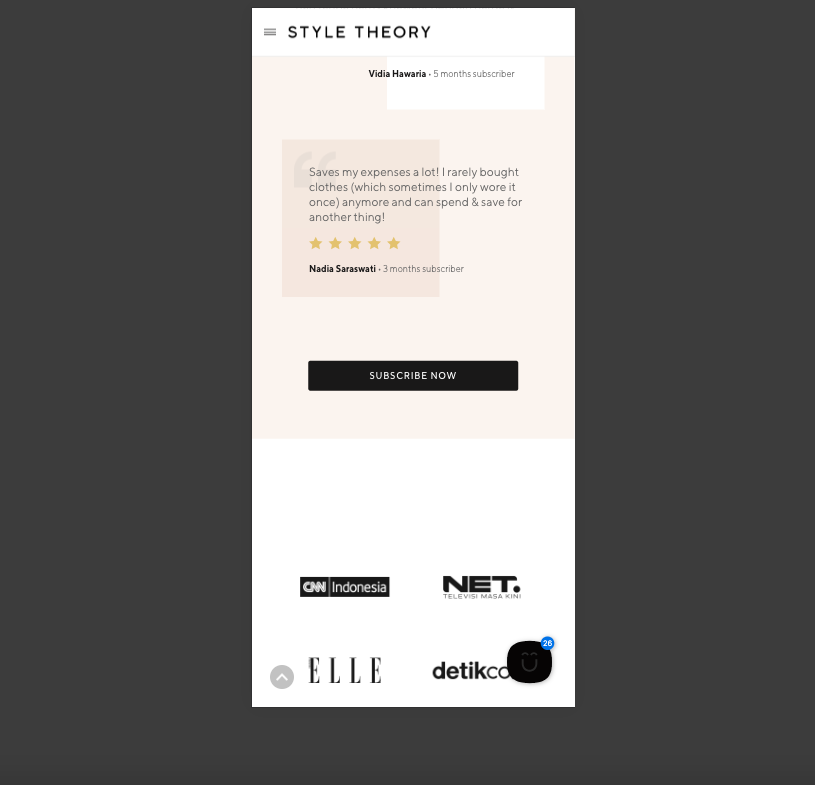 STYLE THEORY
Vidia Hawaria • 5 months subscriber
Saves my expenses a lot! I rarely bought
clothes (which sometimes I only wore it
once) anymore and can spend & save for
another thing!
Nadia Saraswati • 3 months subscriber
SUBSCRIBE NOW
CNN Indonesia
NET.
TELEVISI MASA KINI
26
ELLE
detikco